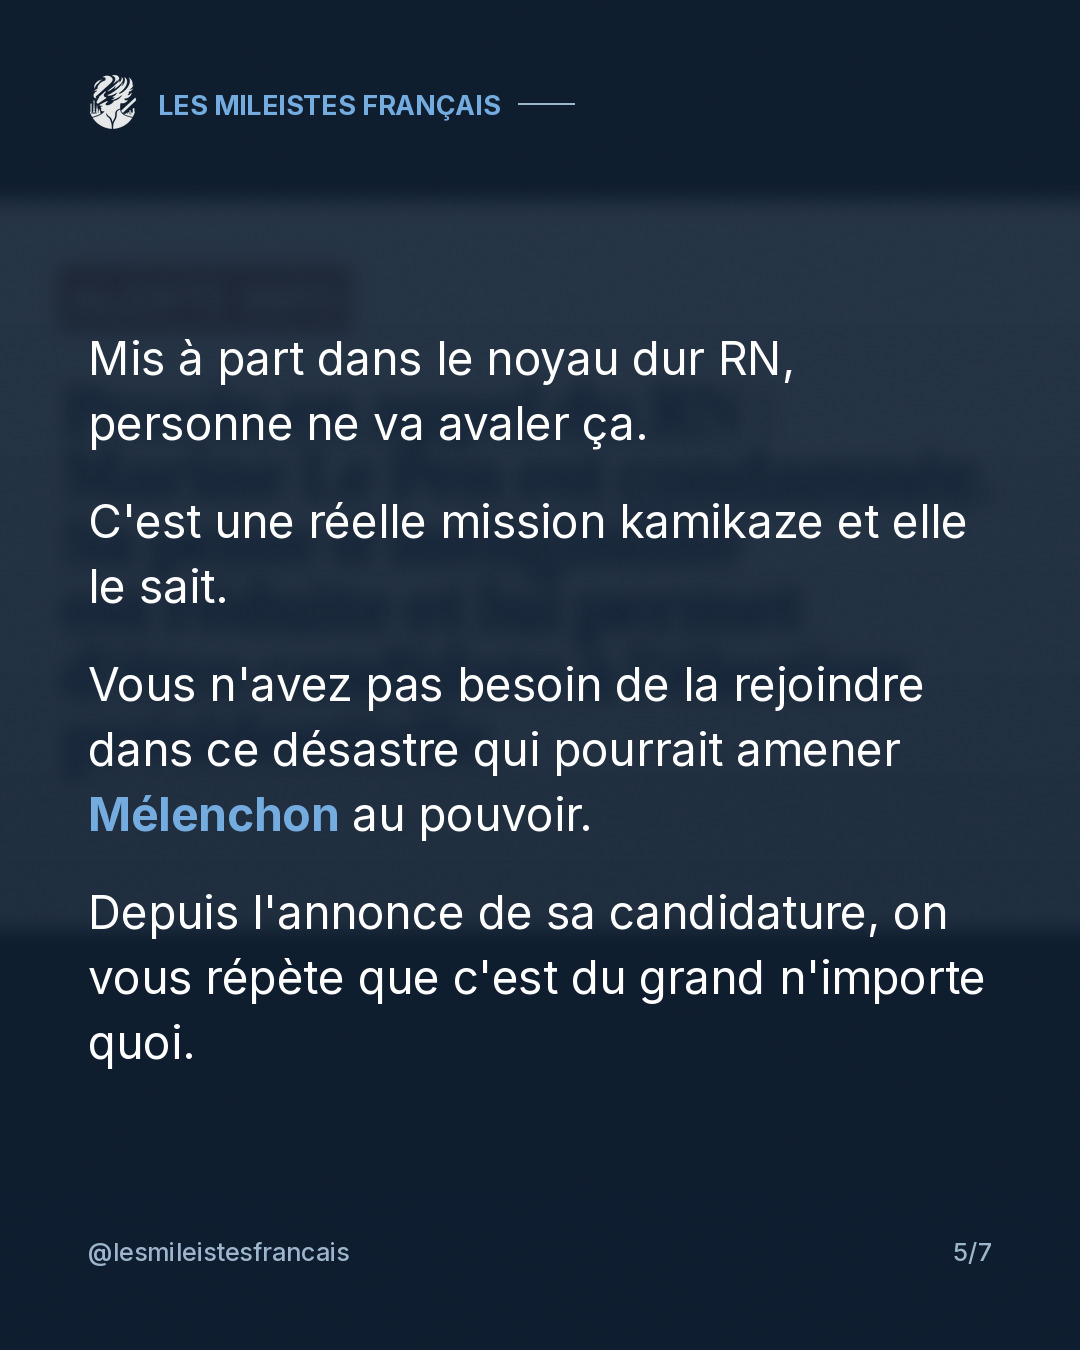 LES MILEISTES FRANÇAIS
Mis à part dans le noyau dur RN,
personne ne va avaler ça.
C'est une réelle mission kamikaze et elle
le sait.
Vous n'avez pas besoin de la rejoindre
dans ce désastre qui pourrait amener
Mélenchon au pouvoir.
Depuis l'annonce de sa candidature, on
vous répète que c'est du grand n'importe
quoi.
@lesmileistesfrancais
5/7